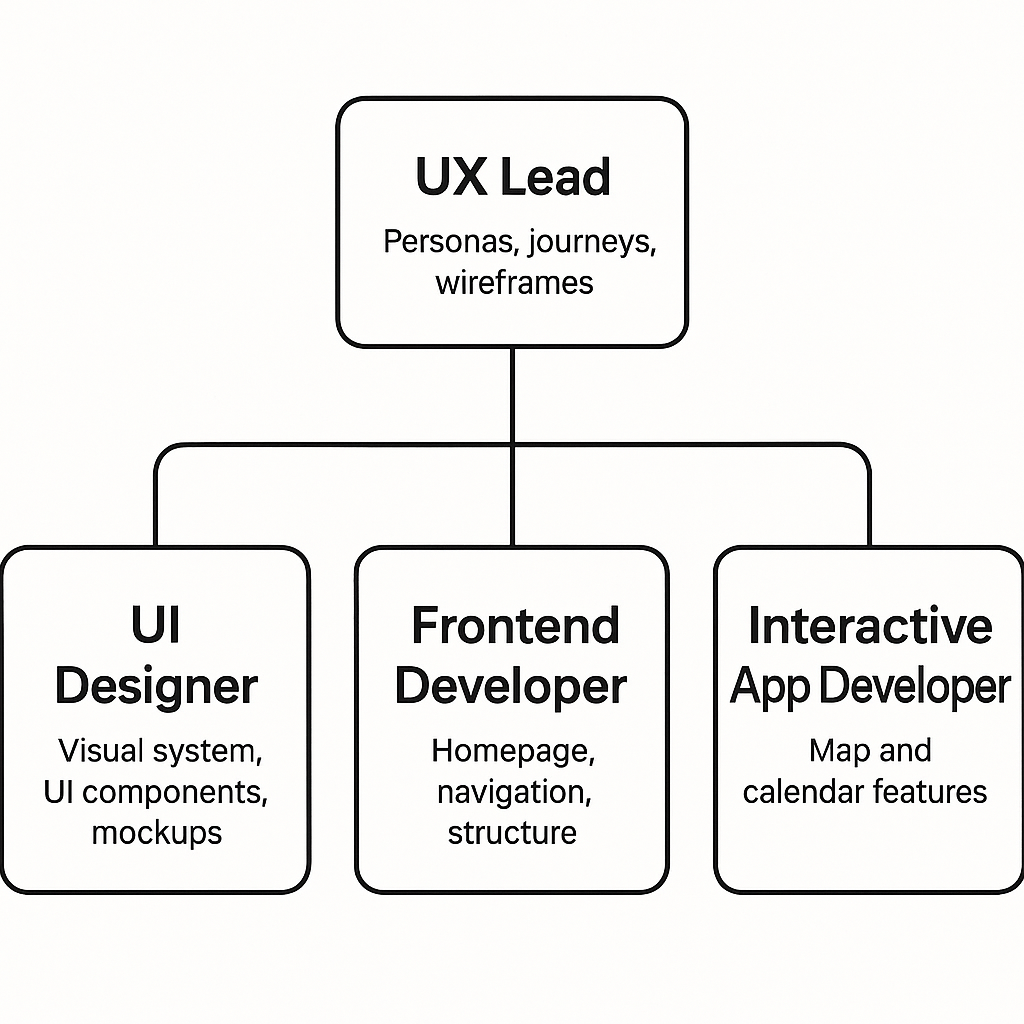 UX Lead
Personas, journeys,
wireframes
UI
Designer
Visual system,
UI components,
mockups
Frontend
Developer
Homepage,
navigation,
structure
Interactive
App Developer
Map and
calendar features